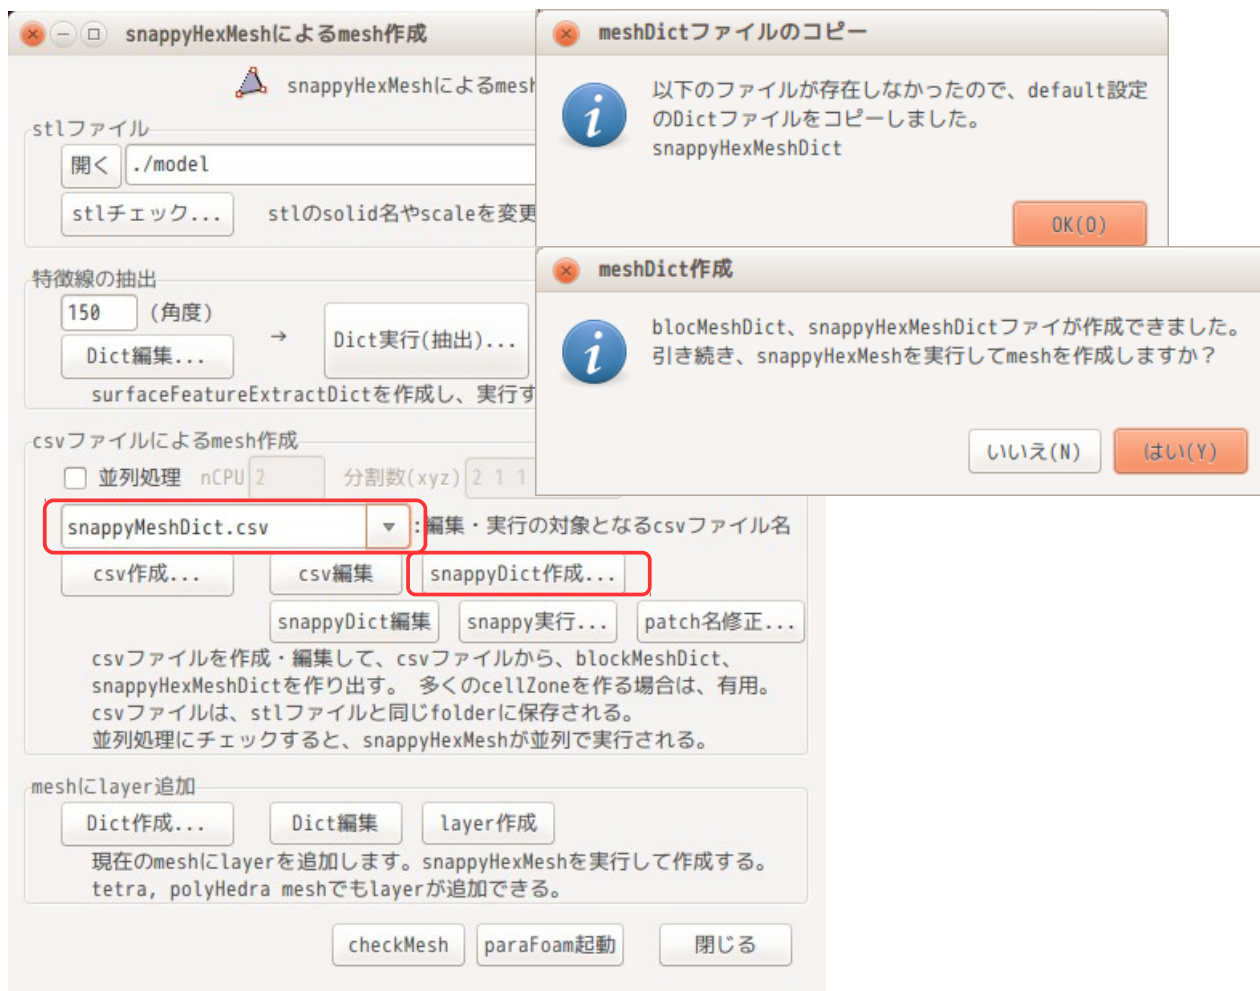 snappyHexMeshによるmesh作成
snappyHexMeshによるmesh
stlファイル
開く ./model
stlチェック... stlのsolid名やscaleを変更
特徴線の抽出
150 (角度)
Dict編集... → Dict実行(抽出)...
surfaceFeatureExtractDictを作成し、実行す
csvファイルによるmesh作成
並列処理 nCPU 2 分割数(xyz) 2 1 1
snappyMeshDict.csv :編集・実行の対象となるcsvファイル名
csv作成... csv編集 snappyDict作成...
snappyDict編集 snappy実行... patch名修正...
csvファイルを作成・編集して、csvファイルから、blockMeshDict、
snappyHexMeshDictを作り出す。 多くのcellZoneを作る場合は、有用。
csvファイルは、stlファイルと同じfolderに保存される。
並列処理にチェックすると、snappyHexMeshが並列で実行される。
meshにlayer追加
Dict作成... Dict編集 layer作成
現在のmeshにlayerを追加します。snappyHexMeshを実行して作成する。
tetra, polyHedra meshでもlayerが追加できる。
checkMesh paraFoam起動 閉じる
meshDictファイルのコピー
以下のファイルが存在しなかったので、default設定
のDictファイルをコピーしました。
snappyHexMeshDict
OK(O)
meshDict作成
blocMeshDict、snappyHexMeshDictファイが作成できました。
引き続き、snappyHexMeshを実行してmeshを作成しますか？
いいえ(N) はい(Y)